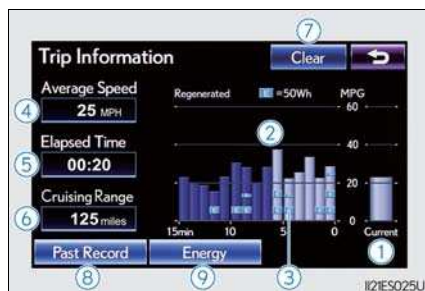 7
Trip Information
Clear
Average Speed
Regenerated
E =50Wh
MPG
4
25 MPH
60
Elapsed Time
2
40
5
00:20
20
Cruising Range
6
125 miles
0
15min
10
5
0
Current
1
Past Record
Energy
8
9
3
II21ES025U